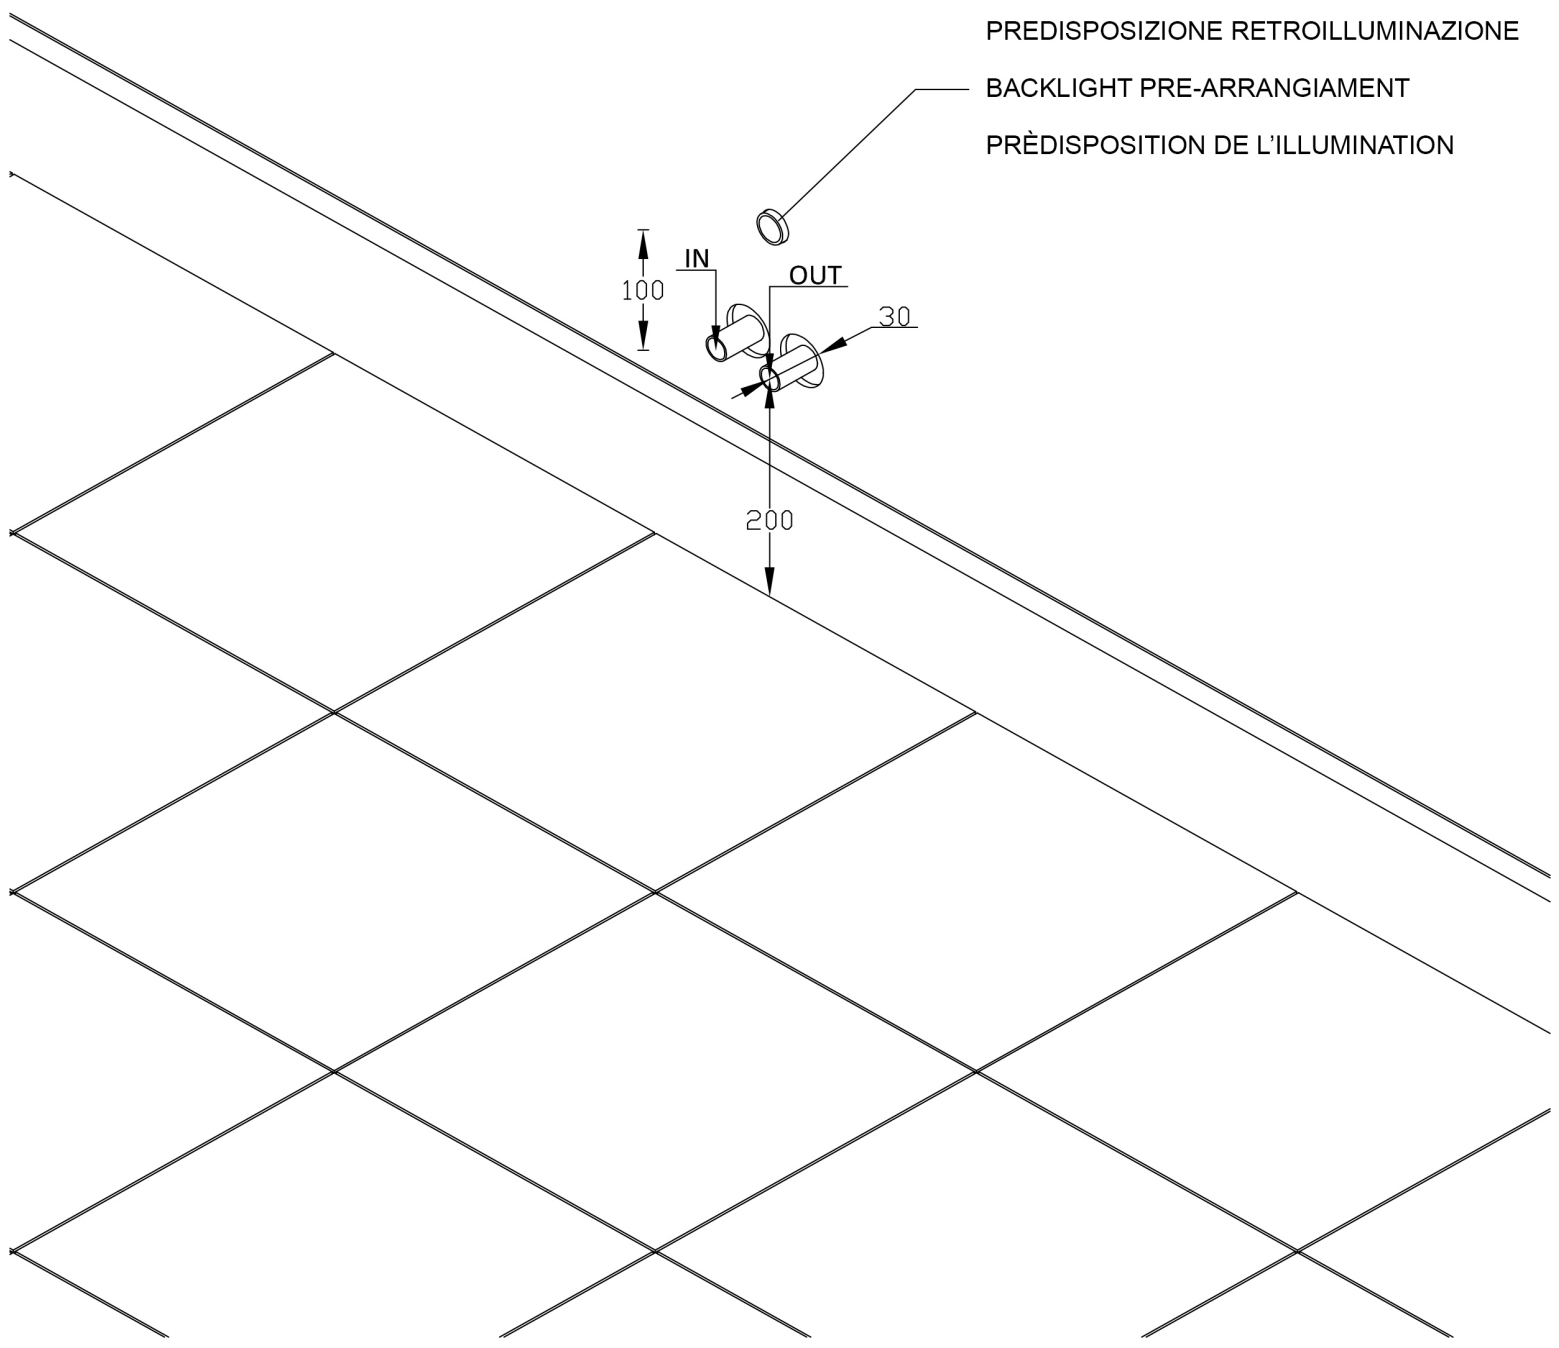 PREDISPOSIZIONE RETROILLUMINAZIONE
BACKLIGHT PRE-ARRANGIAMENT
PRÈDISPOSITION DE L'ILLUMINATION
IN
OUT
100
30
200